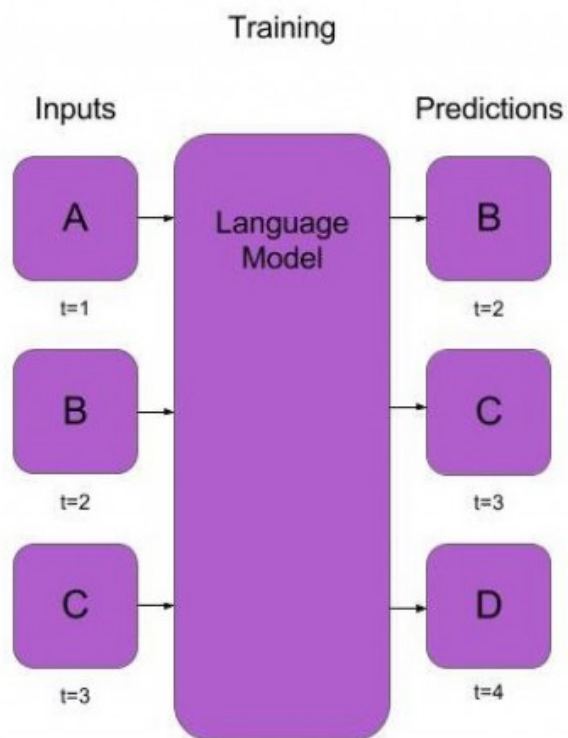 Training
Inputs
Predictions
A
Language
Model
B
t=1
t=2
B
C
t=2
t=3
C
D
t=3
t=4